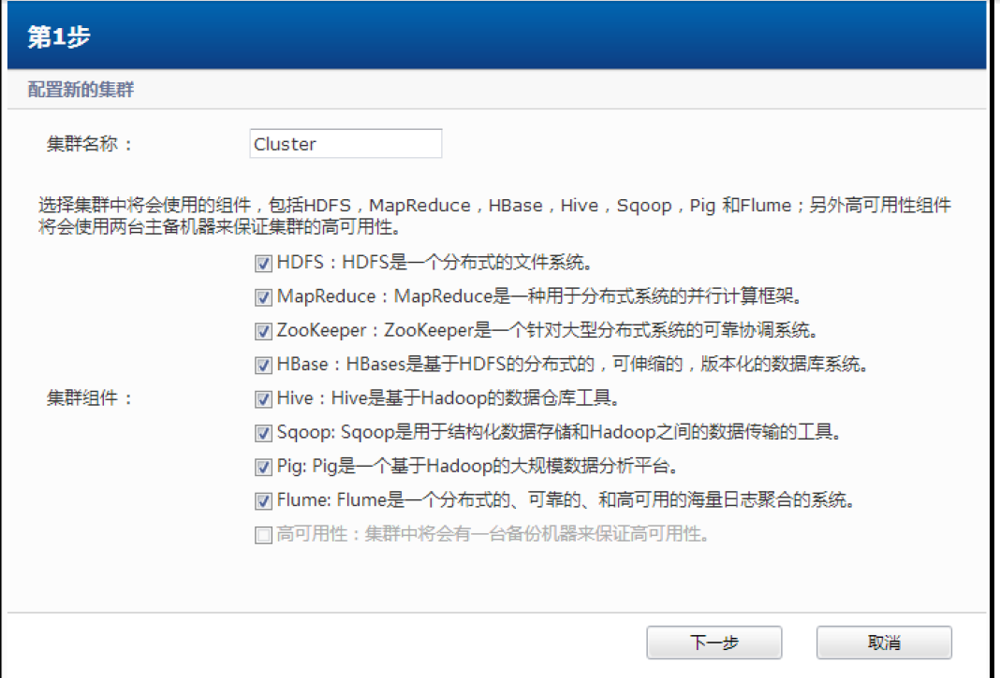 第1步
配置新的集群
集群名称：
Cluster
选择集群中将会使用的组件，包括HDFS，MapReduce，HBase，Hive，Sqoop，Pig 和Flume；另外高可用性组件
将会使用两台主备机器来保证集群的高可用性。
集群组件：
HDFS：HDFS是一个分布式的文件系统。
MapReduce：MapReduce是一种用于分布式系统的并行计算框架。
ZooKeeper：ZooKeeper是一个针对大型分布式系统的可靠协调系统。
HBase：HBases是基于HDFS的分布式的，可伸缩的，版本化的数据库系统。
Hive：Hive是基于Hadoop的数据仓库工具。
Sqoop: Sqoop是用于结构化数据存储和Hadoop之间的数据传输的工具。
Pig: Pig是一个基于Hadoop的大规模数据分析平台。
Flume: Flume是一个分布式的、可靠的、和高可用的海量日志聚合的系统。
高可用性：集群中将会有一台备份机器来保证高可用性。
下一步
取消